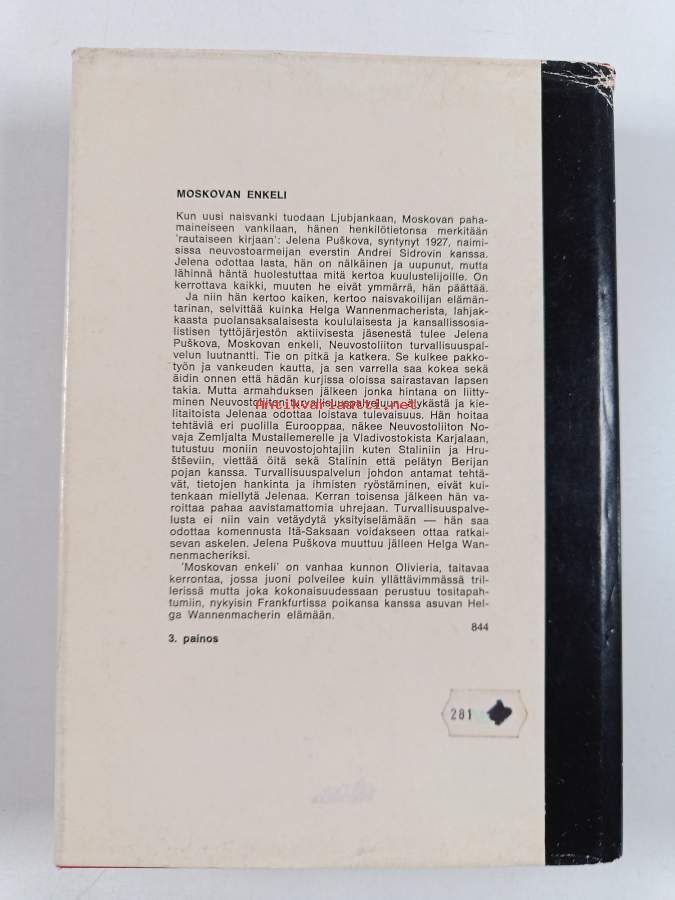 MOSKOVAN ENKELI
Kun uusi naisvanki tuodaan Ljubjankaan, Moskovan paha-
maineiseen vankilaan, hänen henkilötietonsa merkitään
'rautaiseen kirjaan': Jelena Puškova, syntynyt 1927, naimi-
sissa neuvostoarmeijan everstin Andrei Sidrovin kanssa.
Jelena odottaa lasta, hän on nälkäinen ja uupunut, mutta
lähinnä häntä huolestuttaa mitä kertoa kuulustelijoille. On
kerrottava kaikki, muuten he eivät ymmärrä, hän päättää.
Ja niin hän kertoo kaiken, kertoo naisvakoilijan elämän-
tarinan, selvittää kuinka Helga Wannenmacherista, lahjak-
kaasta puolansaksalaisesta koululaisesta ja kansallissosia-
listisen tyttöjärjestön aktiivisesta jäsenestä tulee Jelena
Puškova, Moskovan enkeli, Neuvostoliiton turvallisuuspal-
velun luutnantti. Tie on pitkä ja katkera. Se kulkee pakko-
työn ja vankeuden kautta, ja sen varrella saa kokea sekä
äidin onnen että hädän kurjissa oloissa sairastavan lapsen
takia. Mutta armahduksen jälkeen jonka hintana on liitty-
minen Neuvostoliiton turvallisuuspalveluun älykästä ja kie-
litaitoista Jelenaa odottaa loistava tulevaisuus. Hän hoitaa
tehtäviä eri puolilla Eurooppaa, näkee Neuvostoliiton No-
vaja Zemljalta Mustallemerelle ja Vladivostokista Karjalaan,
tutustuu moniin neuvostojohtajiin kuten Staliniin ja Hru-
štševiin, viettää öitä sekä Stalinin että pelätyn Berijan
pojan kanssa. Turvallisuuspalvelun johdon antamat tehtä-
vät, tietojen hankinta ja ihmisten ryöstäminen, eivät kui-
tenkaan miellytä Jelenaa. Kerran toisensa jälkeen hän va-
roittaa pahaa aavistamattomia uhrejaan. Turvallisuuspalve-
lusta ei niin vain vetäydytä yksityiselämään — hän saa
odottaa komennusta Itä-Saksaan voidakseen ottaa ratkai-
sevan askelen. Jelena Puškova muuttuu jälleen Helga Wan-
nenmacheriksi.
'Moskovan enkeli' on vanhaa kunnon Olivieria, taitavaa
kerrontaa, jossa juoni polveilee kuin yllättävimmässä tril-
lerissä mutta joka kokonaisuudessaan perustuu tositapah-
tumiin, nykyisin Frankfurtissa poikansa kanssa asuvan Hel-
ga Wannenmacherin elämään.
844
3. painos
281
Antikvariaatti.net